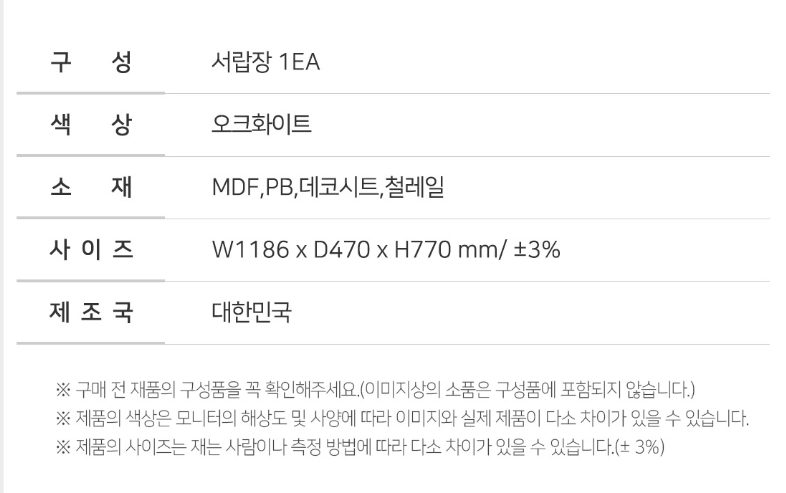 구 성 서랍장 1EA
색 상 오크화이트
소 재 MDF,PB,데코시트,철레일
사 이 즈 W1186 x D470 x H770 mm/ ±3%
제 조 국 대한민국
※ 구매 전 재품의 구성품을 꼭 확인해주세요.(이미지상의 소품은 구성품에 포함되지 않습니다.)
※ 제품의 색상은 모니터의 해상도 및 사양에 따라 이미지와 실제 제품이 다소 차이가 있을 수 있습니다.
※ 제품의 사이즈는 재는 사람이나 측정 방법에 따라 다소 차이가 있을 수 있습니다.(± 3%)